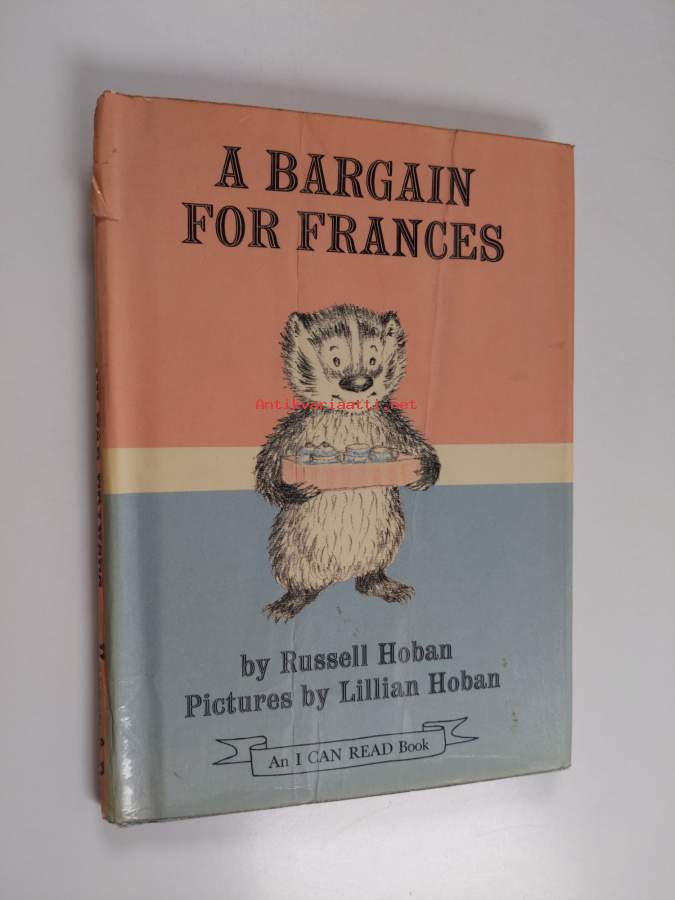 A BARGAIN
FOR FRANCES
Antikvariaatti.net
by Russell Hoban
Pictures by Lillian Hoban
An I CAN READ Book